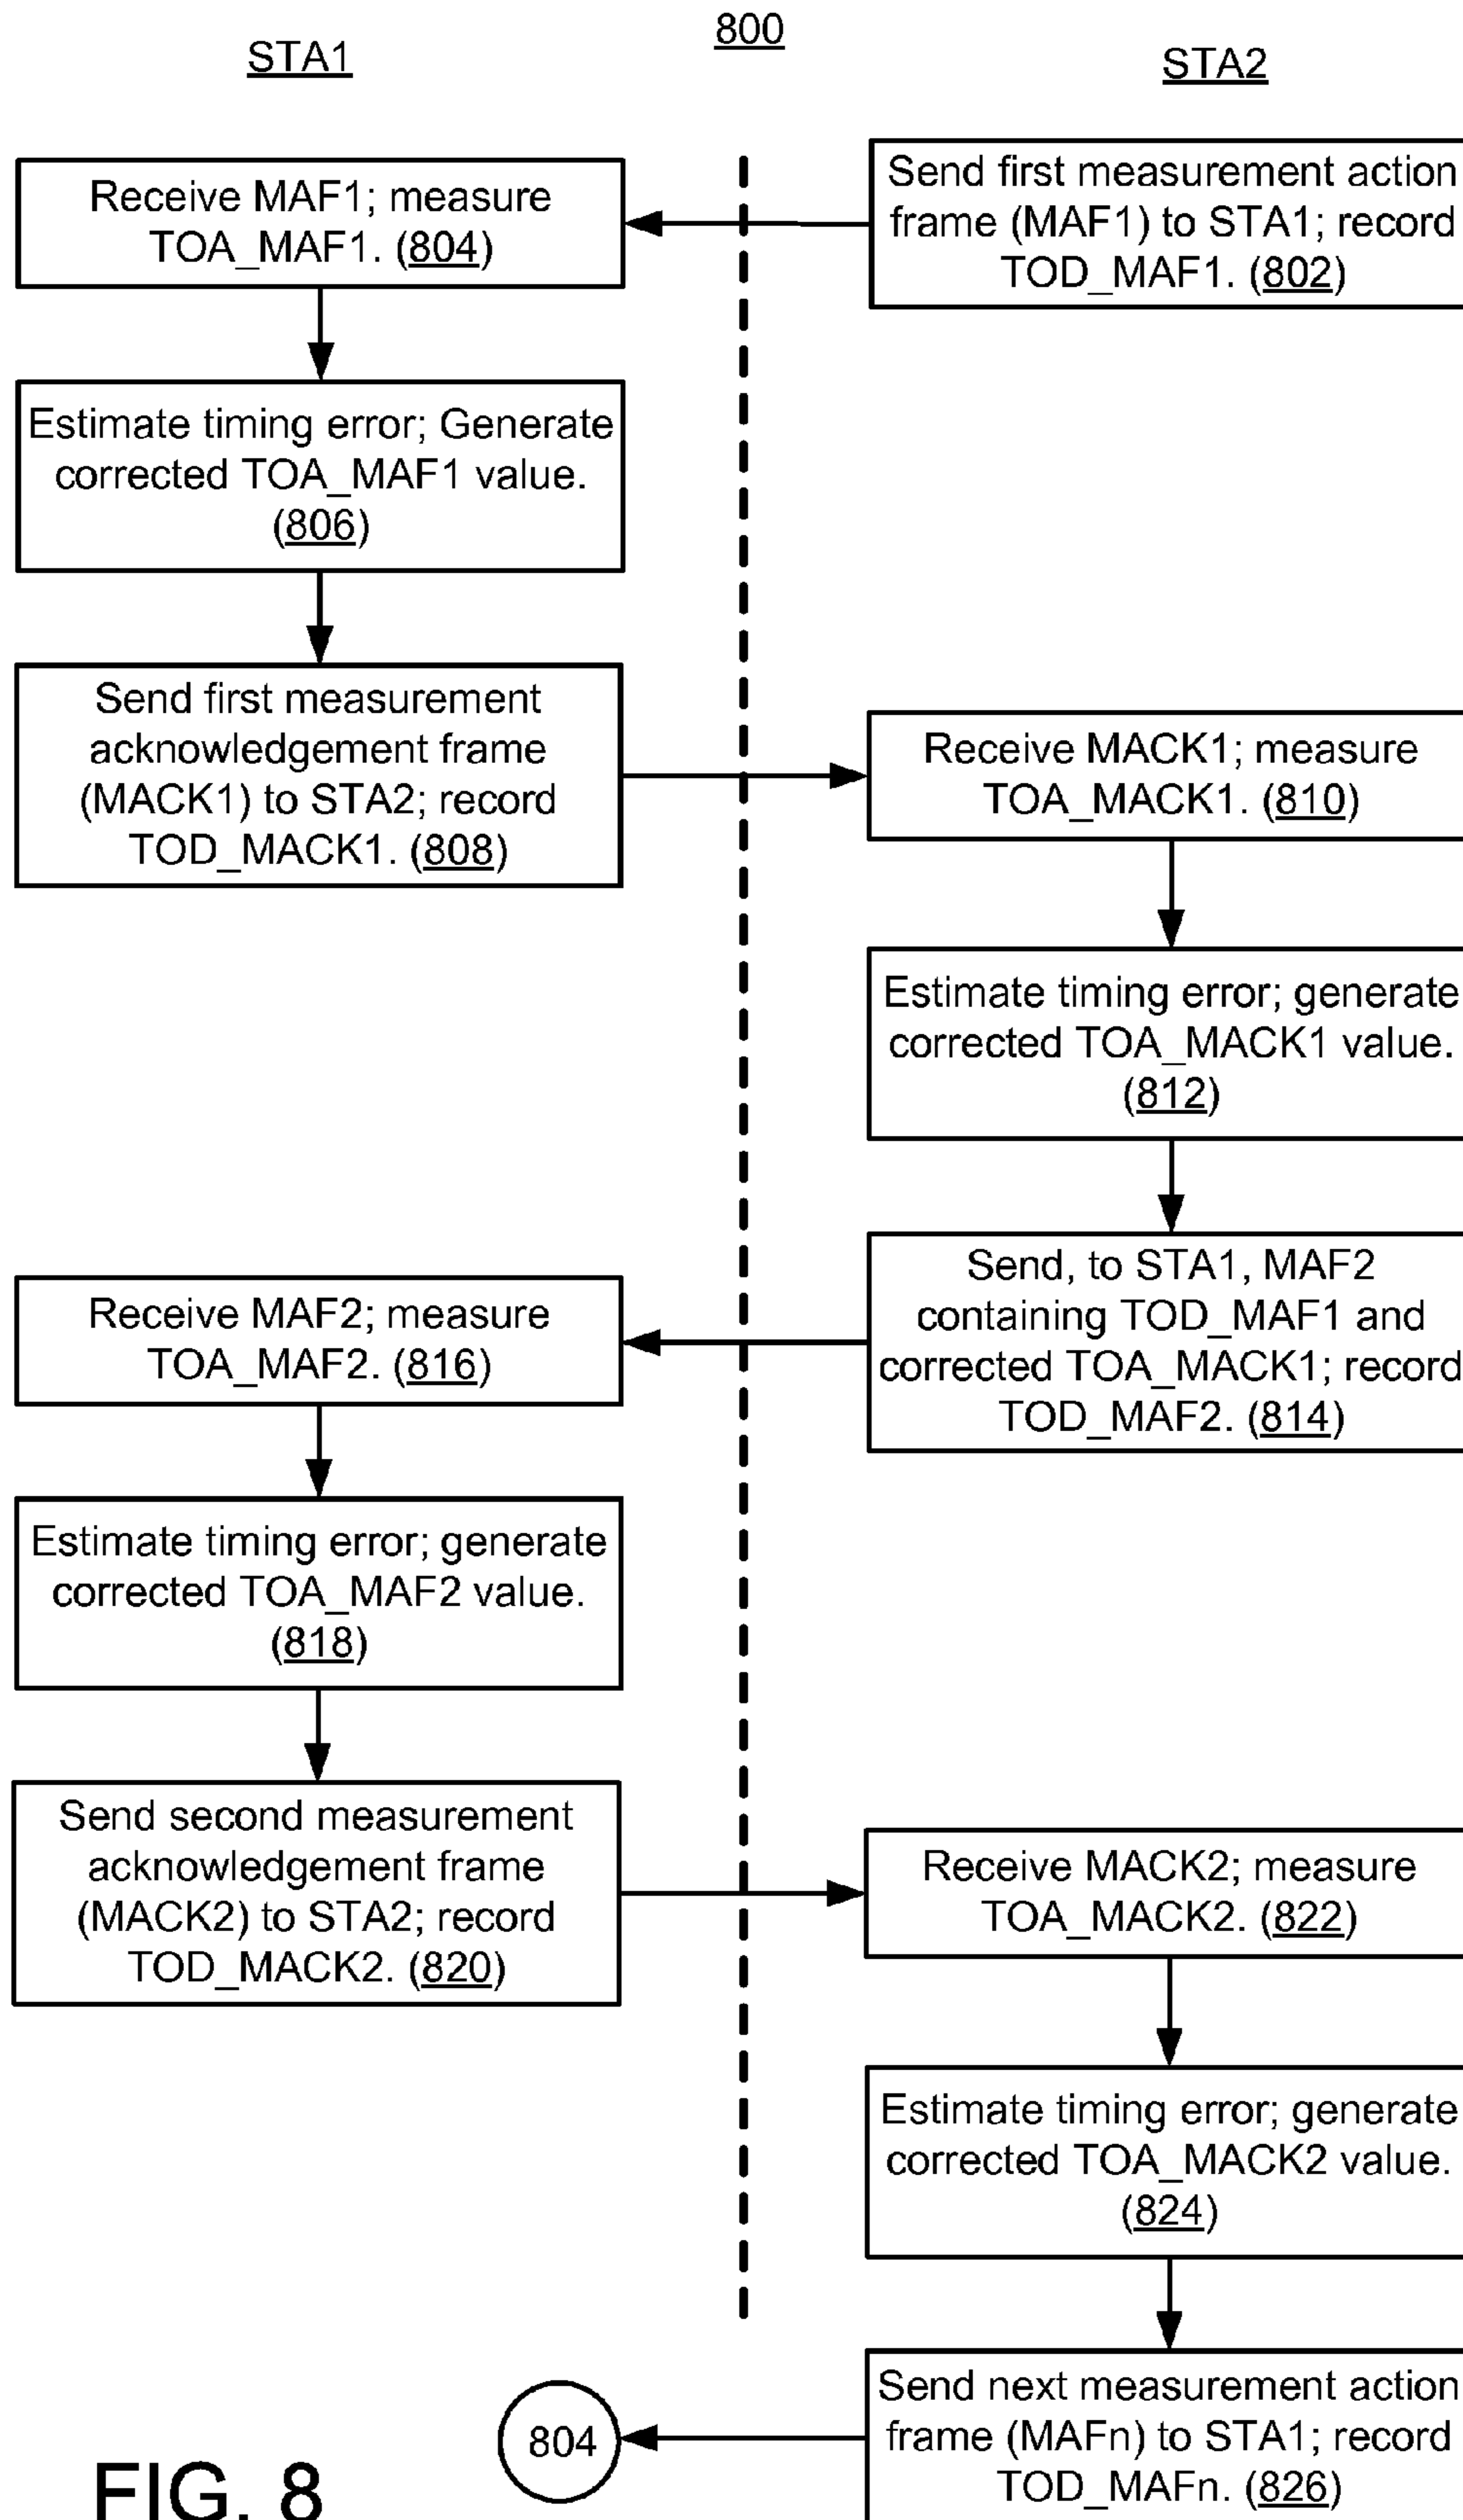 800
STA1
STA2
Send first measurement action
frame (MAF1) to STA1; record
TOD_MAF1. (802)
Receive MAF1; measure
TOA_MAF1. (804)
Estimate timing error; Generate
corrected TOA_MAF1 value.
(806)
Send first measurement
acknowledgement frame
(MACK1) to STA2; record
TOD_MACK1. (808)
Receive MACK1; measure
TOA_MACK1. (810)
Estimate timing error; generate
corrected TOA_MACK1 value.
(812)
Send, to STA1, MAF2
containing TOD_MAF1 and
corrected TOA_MACK1; record
TOD_MAF2. (814)
Receive MAF2; measure
TOA_MAF2. (816)
Estimate timing error; generate
corrected TOA_MAF2 value.
(818)
Send second measurement
acknowledgement frame
(MACK2) to STA2; record
TOD_MACK2. (820)
Receive MACK2; measure
TOA_MACK2. (822)
Estimate timing error; generate
corrected TOA_MACK2 value.
(824)
Send next measurement action
frame (MAFn) to STA1; record
TOD_MAFn. (826)
804
FIG. 8